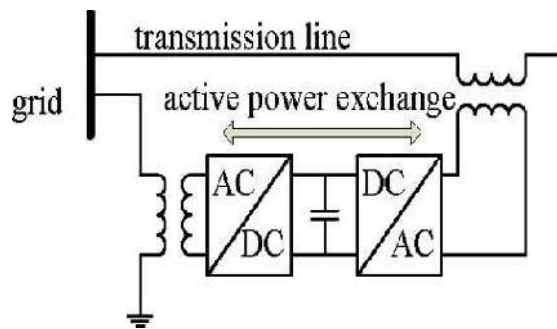 transmission line
grid
active power exchange
AC
DC
DC
AC